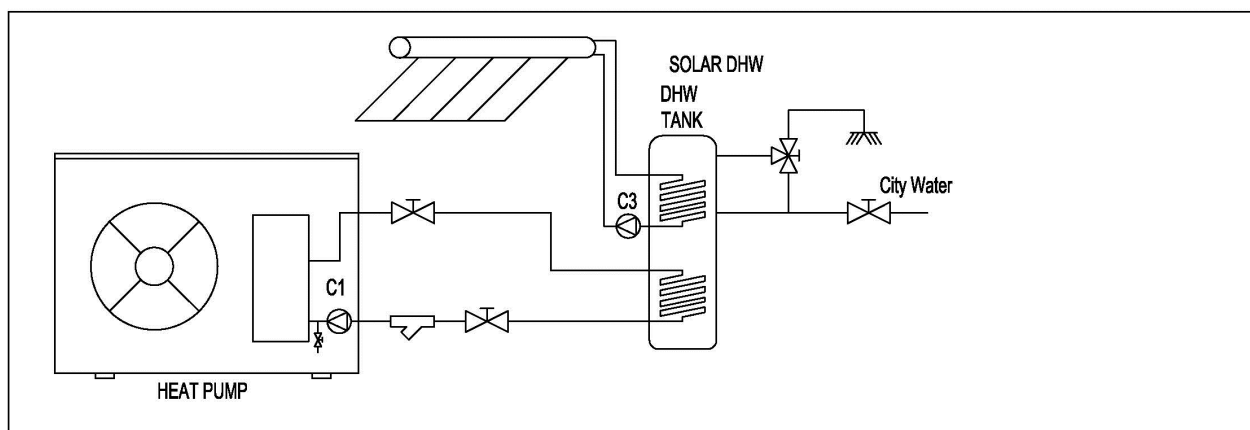 SOLAR DHW
DHW
TANK
City Water
C3
C1
HEAT PUMP